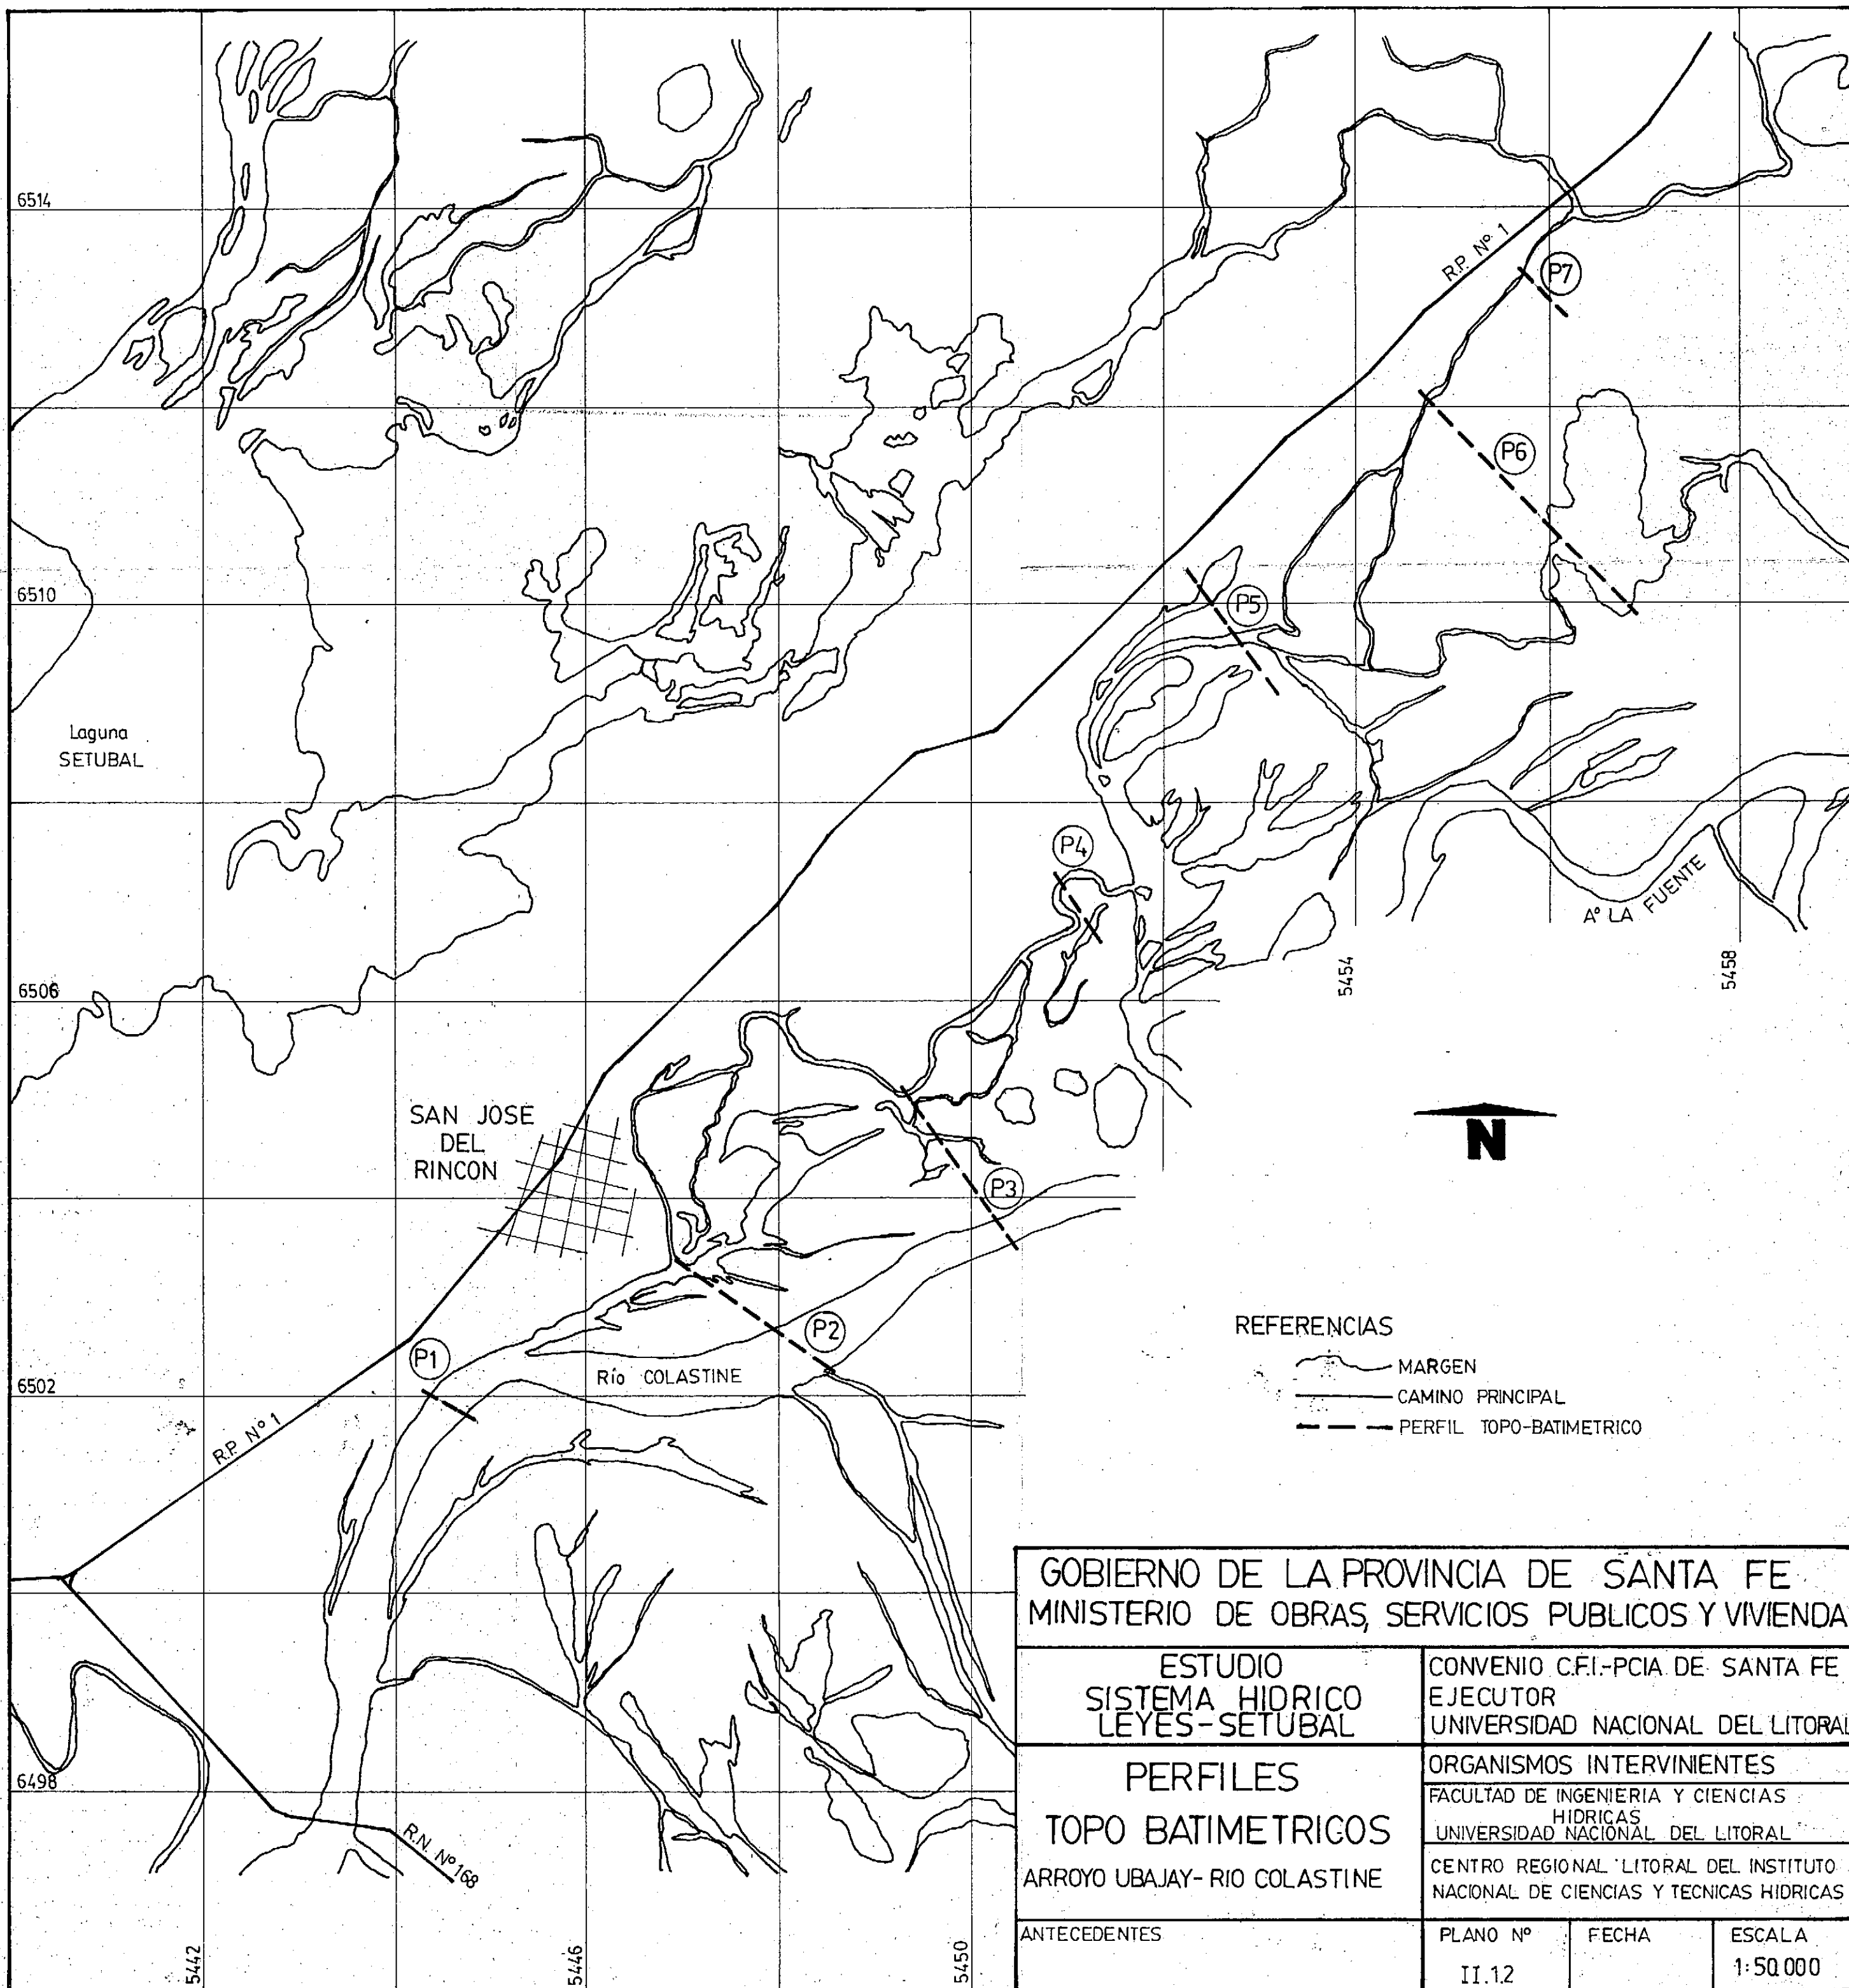 6514
R.P. Nº 1
P7
P6
6510
P5
Laguna
SETUBAL
P4
Aº LA FUENTE
5454
5458
6506
SAN JOSE
DEL
RINCON
N
P3
P2
P1
Río COLASTINE
6502
R.P. Nº 1
REFERENCIAS
MARGEN
CAMINO PRINCIPAL
PERFIL TOPO-BATIMETRICO
6498
R.N. Nº 168
5442
5446
5450
GOBIERNO DE LA PROVINCIA DE SANTA FE
MINISTERIO DE OBRAS, SERVICIOS PUBLICOS Y VIVIENDA
ESTUDIO
SISTEMA HIDRICO
LEYES-SETUBAL
CONVENIO C.F.I.-PCIA. DE SANTA FE
EJECUTOR
UNIVERSIDAD NACIONAL DEL LITORAL
PERFILES
TOPO BATIMETRICOS
ARROYO UBAJAY-RIO COLASTINE
ORGANISMOS INTERVINIENTES
FACULTAD DE INGENIERIA Y CIENCIAS
HIDRICAS
UNIVERSIDAD NACIONAL DEL LITORAL
CENTRO REGIONAL LITORAL DEL INSTITUTO
NACIONAL DE CIENCIAS Y TECNICAS HIDRICAS
ANTECEDENTES
PLANO Nº
II.1.2
FECHA
ESCALA
1:50.000